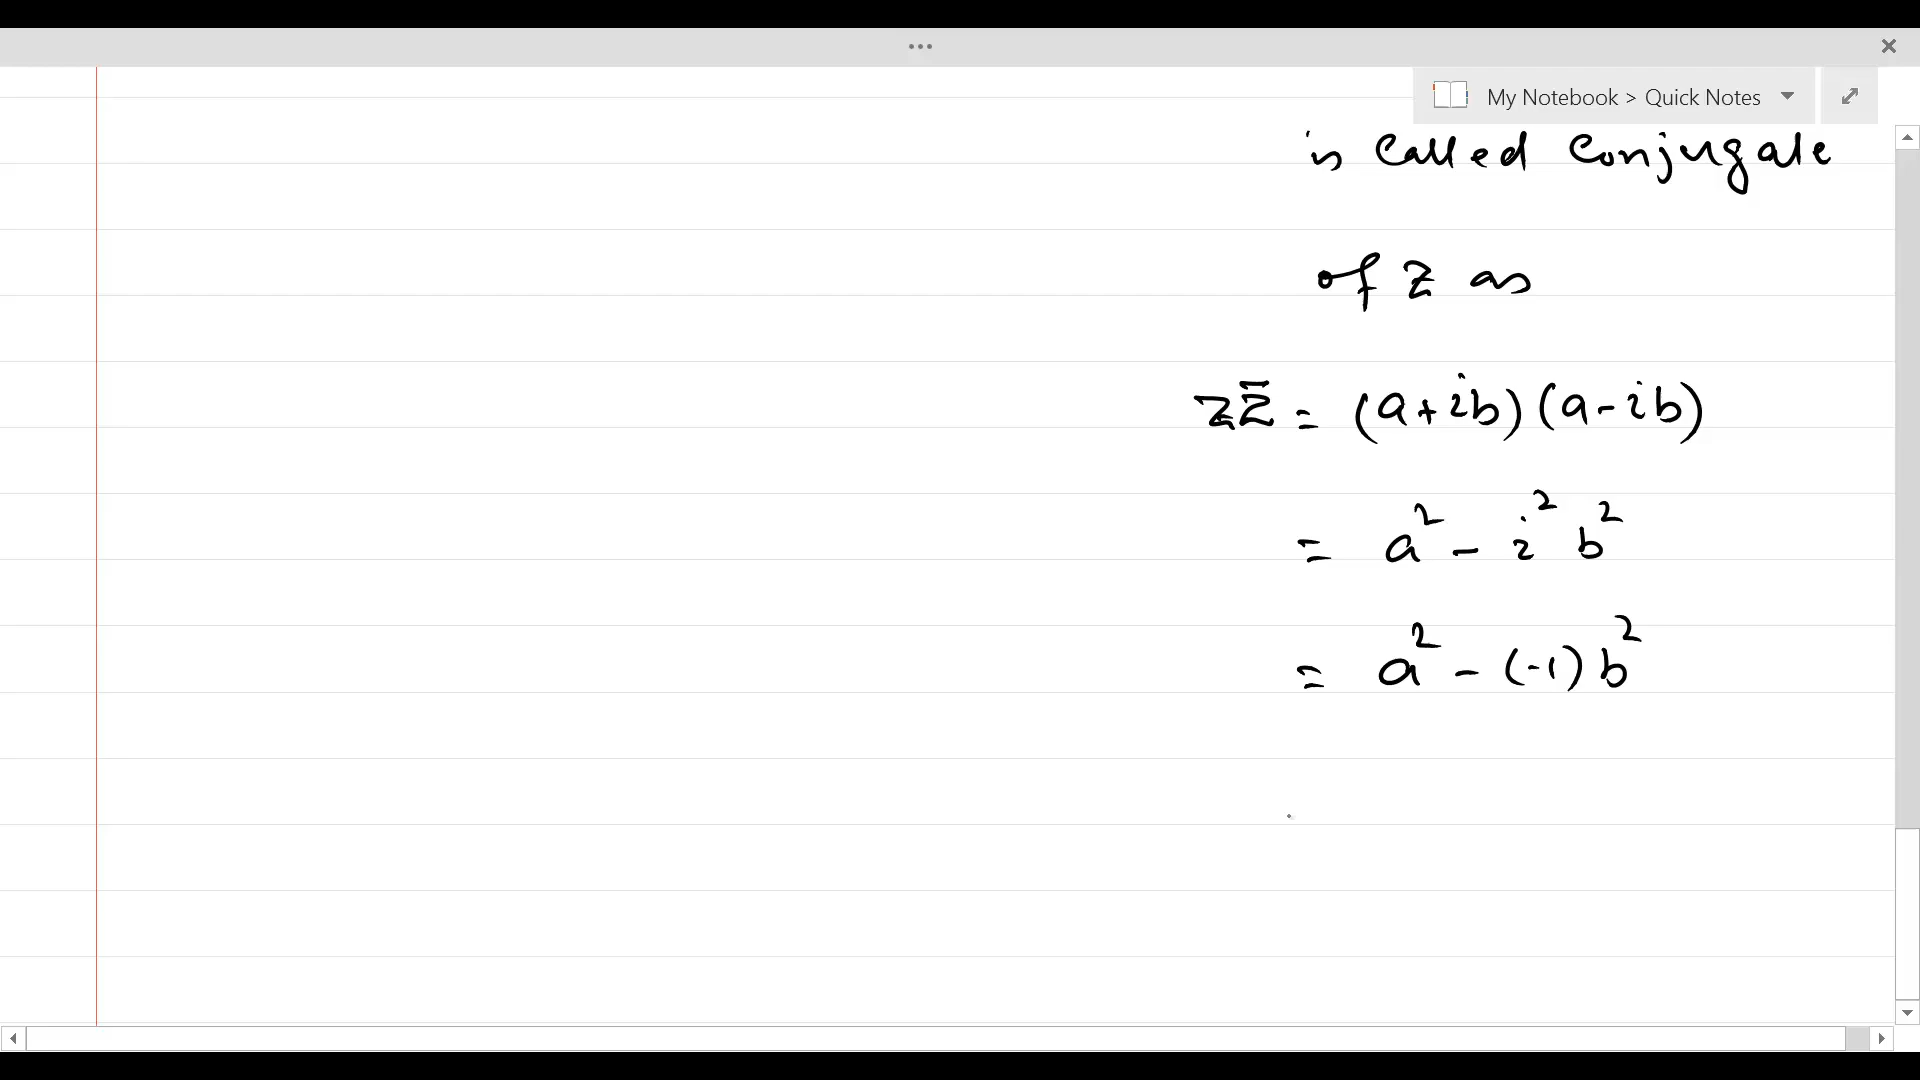 My Notebook > Quick Notes
is called conjugate
of z as
zz̄ = (a+ib)(a-ib)
= a² - i² b²
= a² - (-1) b²